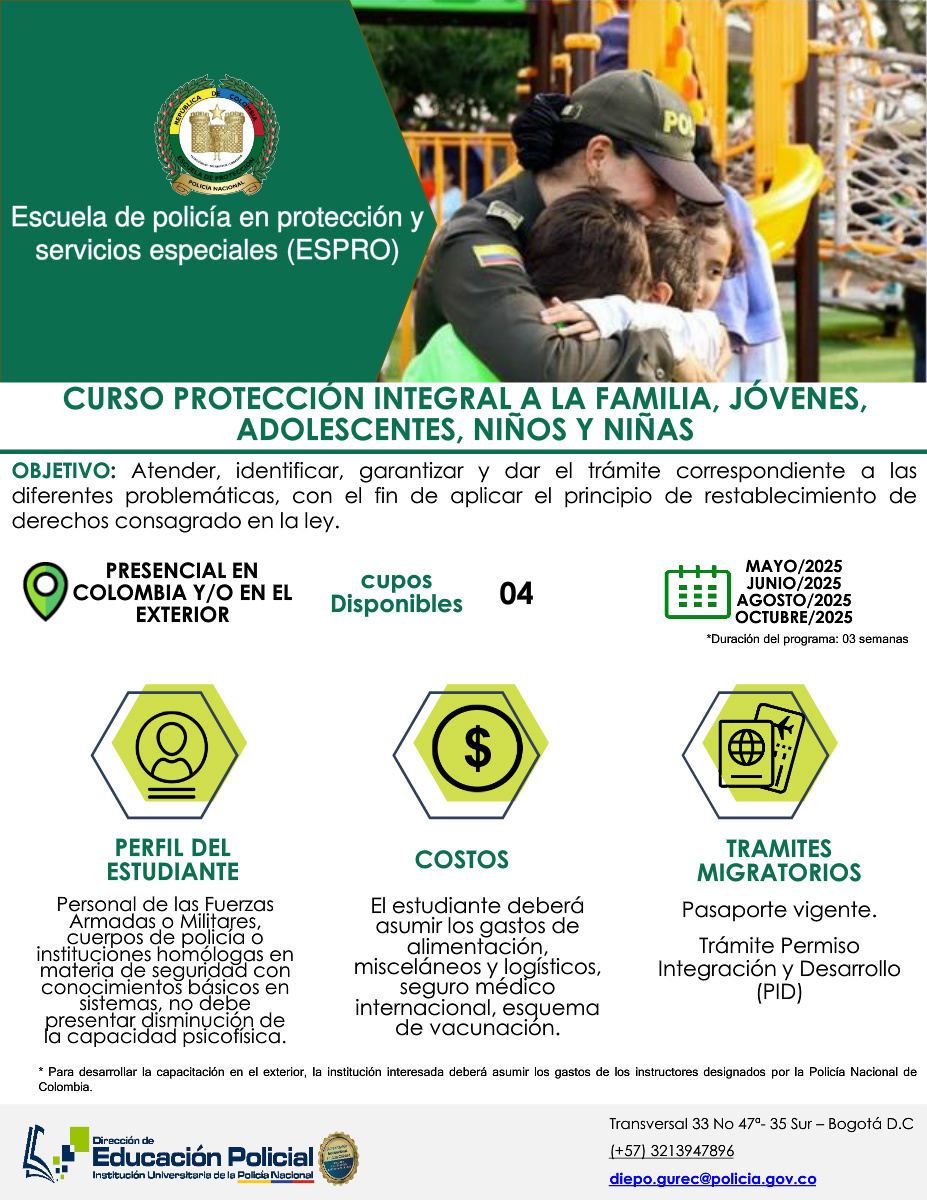 REPÚBLICA DE COLOMBIA
ESCUELA DE PROTECCIÓN
POLICÍA NACIONAL
POL
Escuela de policía en protección y
servicios especiales (ESPRO)
CURSO PROTECCIÓN INTEGRAL A LA FAMILIA, JÓVENES,
ADOLESCENTES, NIÑOS Y NIÑAS
OBJETIVO: Atender, identificar, garantizar y dar el trámite correspondiente a las
diferentes problemáticas, con el fin de aplicar el principio de restablecimiento de
derechos consagrado en la ley.
PRESENCIAL EN
COLOMBIA Y/O EN EL
EXTERIOR
cupos
Disponibles
04
MAYO/2025
JUNIO/2025
AGOSTO/2025
OCTUBRE/2025
*Duración del programa: 03 semanas
$
PERFIL DEL
ESTUDIANTE
Personal de las Fuerzas
Armadas o Militares,
cuerpos de policía o
instituciones homólogas en
materia de seguridad con
conocimientos básicos en
sistemas, no debe
presentar disminución de
la capacidad psicofísica.
COSTOS
El estudiante deberá
asumir los gastos de
alimentación,
misceláneos y logísticos,
seguro médico
internacional, esquema
de vacunación.
TRAMITES
MIGRATORIOS
Pasaporte vigente.
Trámite Permiso
Integración y Desarrollo
(PID)
* Para desarrollar la capacitación en el exterior, la institución interesada deberá asumir los gastos de los instructores designados por la Policía Nacional de
Colombia.
Dirección de
Educación Policial
Institución Universitaria de la Policía Nacional
Transversal 33 No 47ª- 35 Sur – Bogotá D.C
(+57) 3213947896
diepo.gurec@policia.gov.co